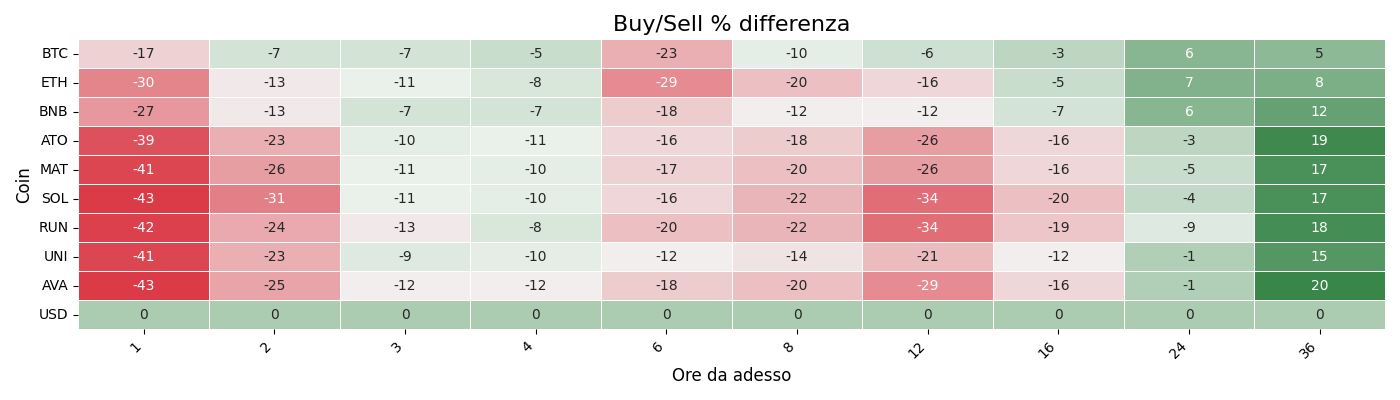 Buy/Sell % differenza
BTC -17 -7 -7 -5 -23 -10 -6 -3 6 5
ETH -30 -13 -11 -8 -29 -20 -16 -5 7 8
BNB -27 -13 -7 -7 -18 -12 -12 -7 6 12
ATO -39 -23 -10 -11 -16 -18 -26 -16 -3 19
MAT -41 -26 -11 -10 -17 -20 -26 -16 -5 17
SOL -43 -31 -11 -10 -16 -22 -34 -20 -4 17
RUN -42 -24 -13 -8 -20 -22 -34 -19 -9 18
UNI -41 -23 -9 -10 -12 -14 -21 -12 -1 15
AVA -43 -25 -12 -12 -18 -20 -29 -16 -1 20
USD 0 0 0 0 0 0 0 0 0 0
Coin
1 2 3 4 6 8 12 16 24 36
Ore da adesso